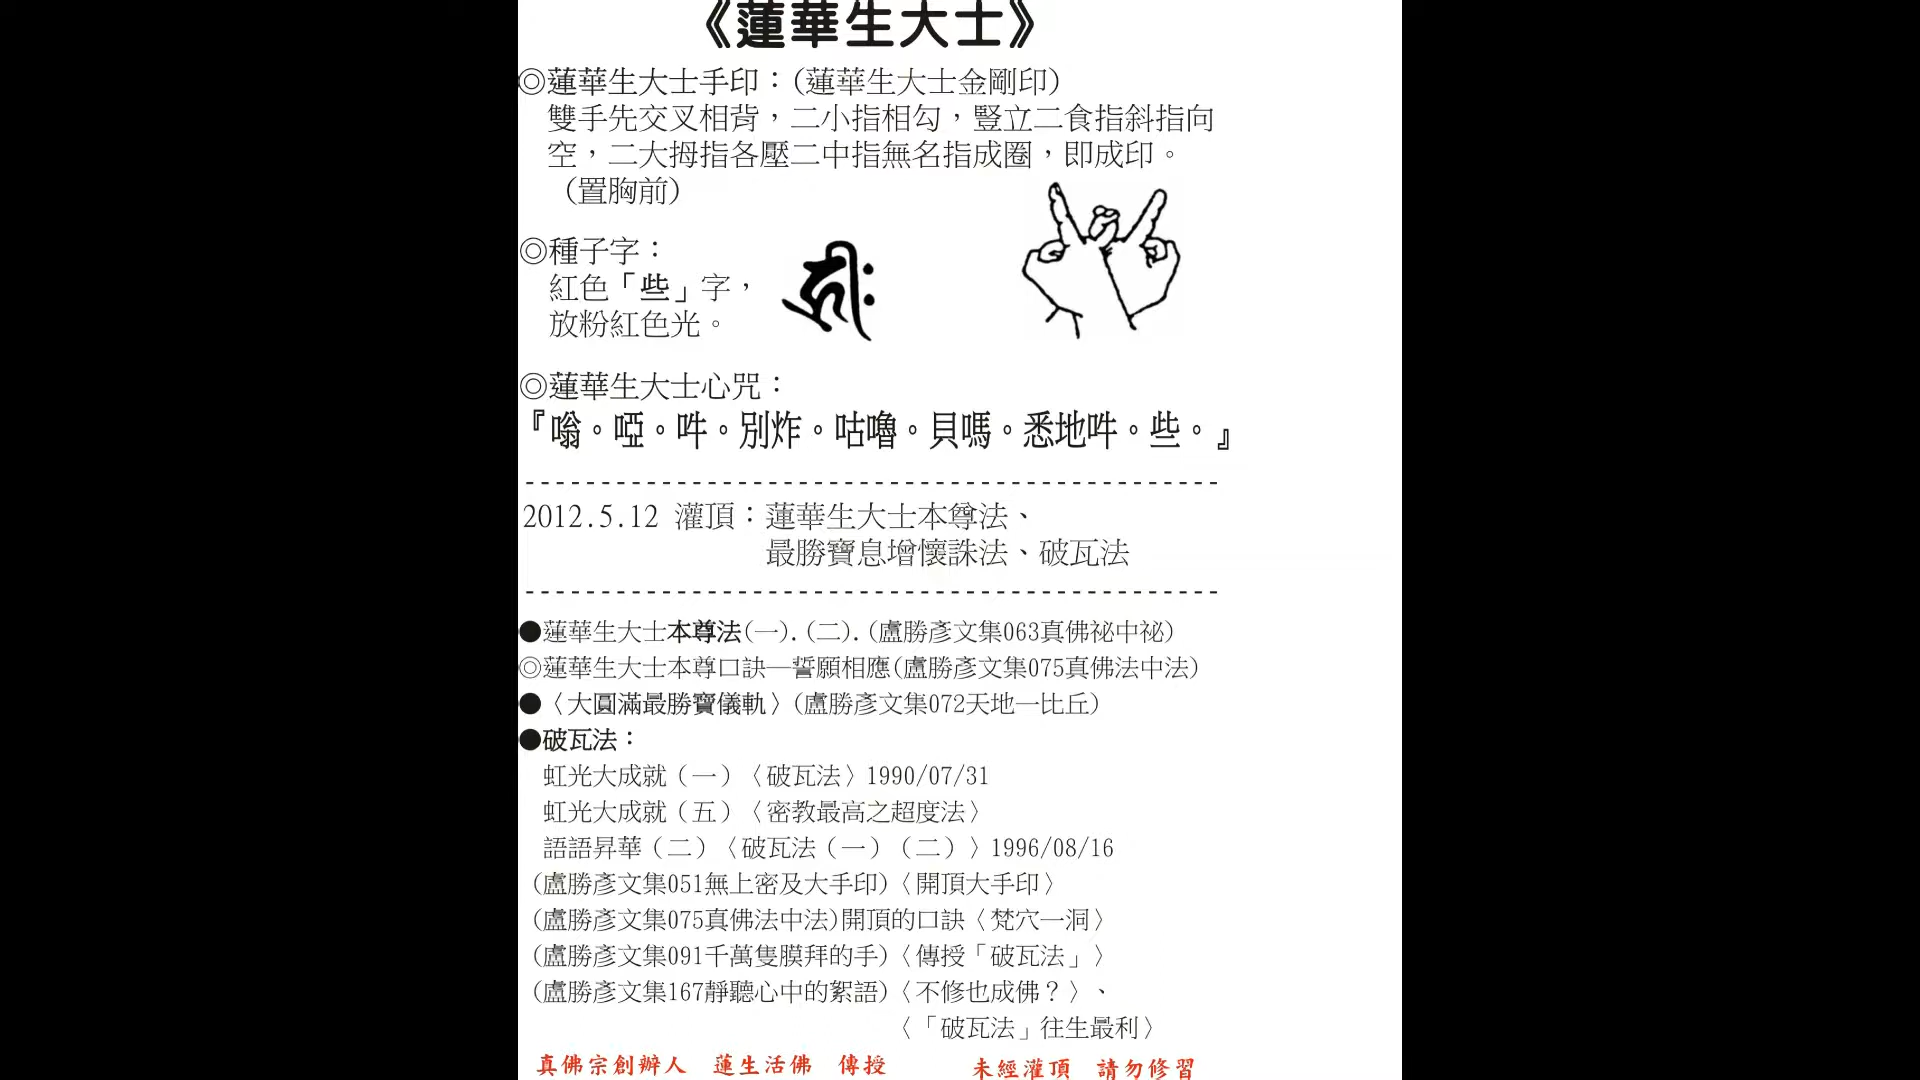 《蓮華生大士》
◎蓮華生大士手印：(蓮華生大士金剛印)
雙手先交叉相背，二小指相勾，豎立二食指斜指向
空，二大拇指各壓二中指無名指成圈，即成印。
(置胸前)
◎種子字：
紅色「些」字，
放粉紅色光。
◎蓮華生大士心咒：
『嗡。啞。吽。別炸。咕嚕。貝嗎。悉地吽。些。』
2012.5.12 灌頂：蓮華生大士本尊法、
最勝寶息增懷誅法、破瓦法
●蓮華生大士本尊法(一).(二).(盧勝彥文集063真佛祕中祕)
◎蓮華生大士本尊口訣—誓願相應(盧勝彥文集075真佛法中法)
●〈大圓滿最勝寶儀軌〉(盧勝彥文集072天地一比丘)
●破瓦法：
虹光大成就（一）〈破瓦法〉1990/07/31
虹光大成就（五）〈密教最高之超度法〉
語語昇華（二）〈破瓦法（一）（二）〉1996/08/16
(盧勝彥文集051無上密及大手印)〈開頂大手印〉
(盧勝彥文集075真佛法中法)開頂的口訣〈梵穴一洞〉
(盧勝彥文集091千萬隻膜拜的手)〈傳授「破瓦法」〉
(盧勝彥文集167靜聽心中的絮語)〈不修也成佛？〉、
〈「破瓦法」往生最利〉
真佛宗創辦人　蓮生活佛　傳授　　　未經灌頂　請勿修習